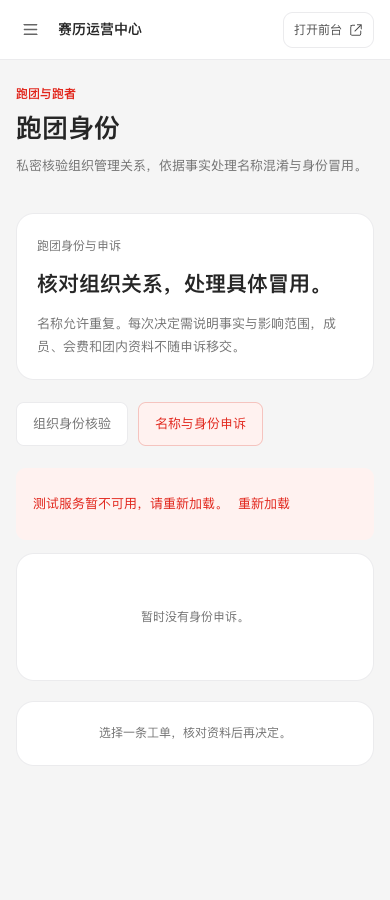 赛历运营中心
打开前台
跑团与跑者
跑团身份
私密核验组织管理关系，依据事实处理名称混淆与身份冒用。
跑团身份与申诉
核对组织关系，处理具体冒用。
名称允许重复。每次决定需说明事实与影响范围，成
员、会费和团内资料不随申诉移交。
组织身份核验
名称与身份申诉
测试服务暂不可用，请重新加载。 重新加载
暂时没有身份申诉。
选择一条工单，核对资料后再决定。